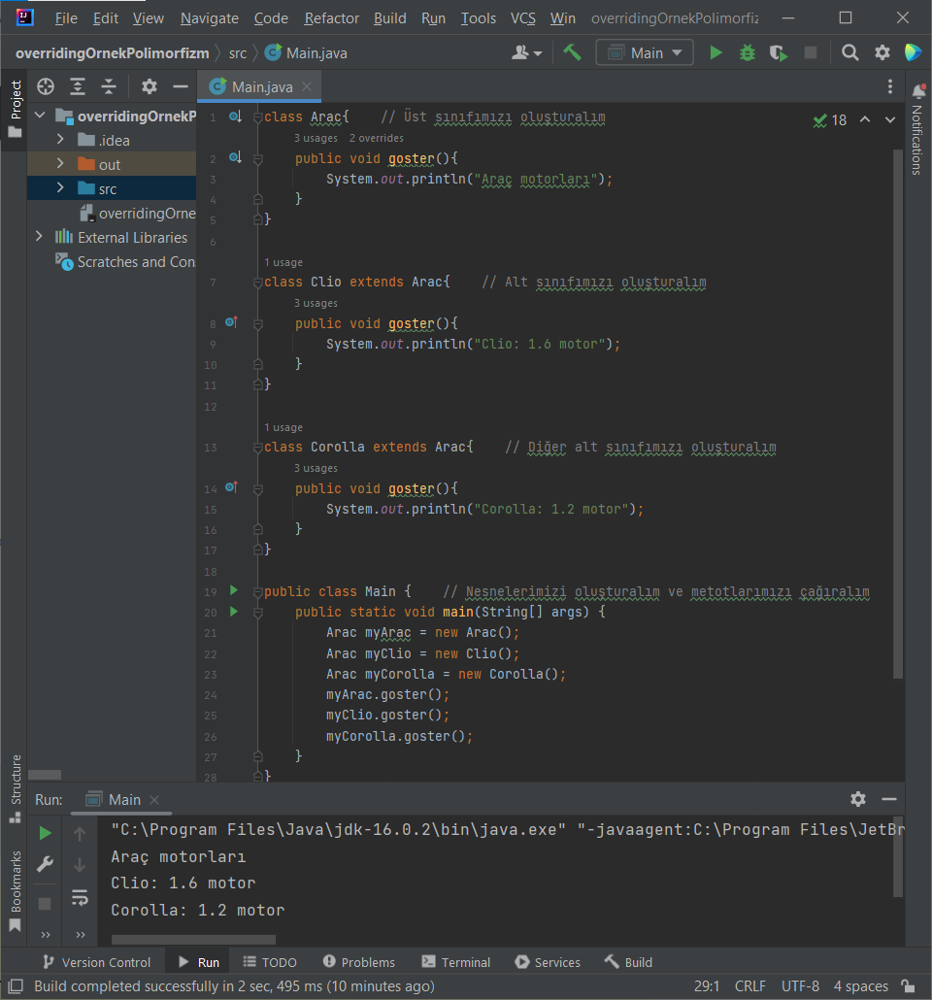 File Edit View Navigate Code Refactor Build Run Tools VCS Win overridingOrnekPolimorfiz
overridingOrnekPolimorfizm src Main.java Main
Project
Main.java
Notifications
overridingOrnekP
.idea
out
src
overridingOrne
External Libraries
Scratches and Con
18
1 class Arac{    // Üst sınıfımızı oluşturalım
3 usages 2 overrides
2 public void goster(){
3 System.out.println("Araç motorları");
4 }
5 }
6
1 usage
7 class Clio extends Arac{    // Alt sınıfımızı oluşturalım
3 usages
8 public void goster(){
9 System.out.println("Clio: 1.6 motor");
10 }
11 }
12
1 usage
13 class Corolla extends Arac{    // Diğer alt sınıfımızı oluşturalım
3 usages
14 public void goster(){
15 System.out.println("Corolla: 1.2 motor");
16 }
17 }
18
19 public class Main {    // Nesnelerimizi oluşturalım ve metotlarımızı çağıralım
20 public static void main(String[] args) {
21 Arac myArac = new Arac();
22 Arac myClio = new Clio();
23 Arac myCorolla = new Corolla();
24 myArac.goster();
25 myClio.goster();
26 myCorolla.goster();
27 }
28 }
Structure
Bookmarks
Run: Main
"C:\Program Files\Java\jdk-16.0.2\bin\java.exe" "-javaagent:C:\Program Files\JetBr
Araç motorları
Clio: 1.6 motor
Corolla: 1.2 motor
Version Control Run TODO Problems Terminal Services Build
Build completed successfully in 2 sec, 495 ms (10 minutes ago) 29:1 CRLF UTF-8 4 spaces